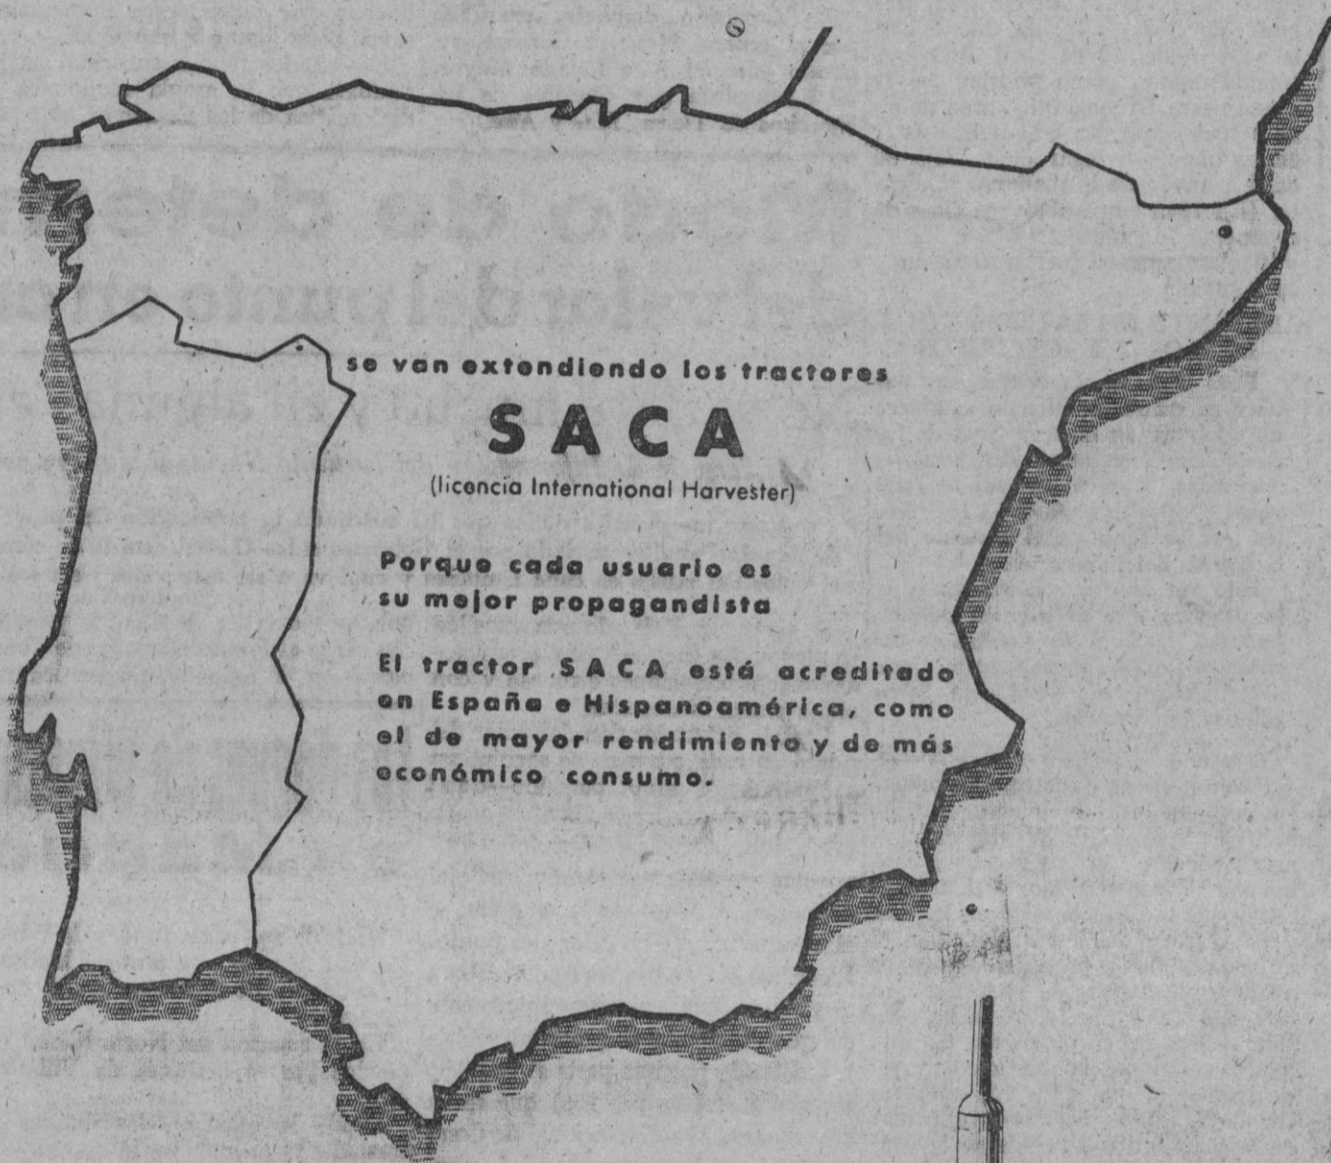 se van extendiendo los tractores
SACA
(licencia International Harvester)
Porque cada usuario es
su mejor propagandista
El tractor SACA está acreditado
en España e Hispanoamérica, como
el de mayor rendimiento y de más
económico consumo.